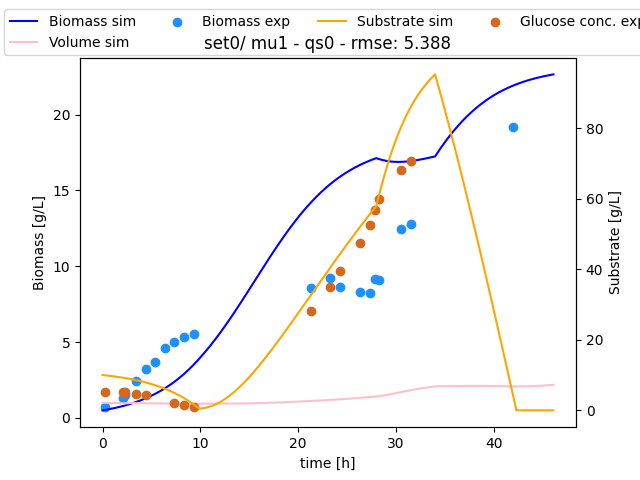 Biomass sim Biomass exp Substrate sim Glucose conc. exp
Volume sim
set0/ mu1 - qs0 - rmse: 5.388
Biomass [g/L]
Substrate [g/L]
20
15
10
5
0
80
60
40
20
0
0 10 20 30 40
time [h]